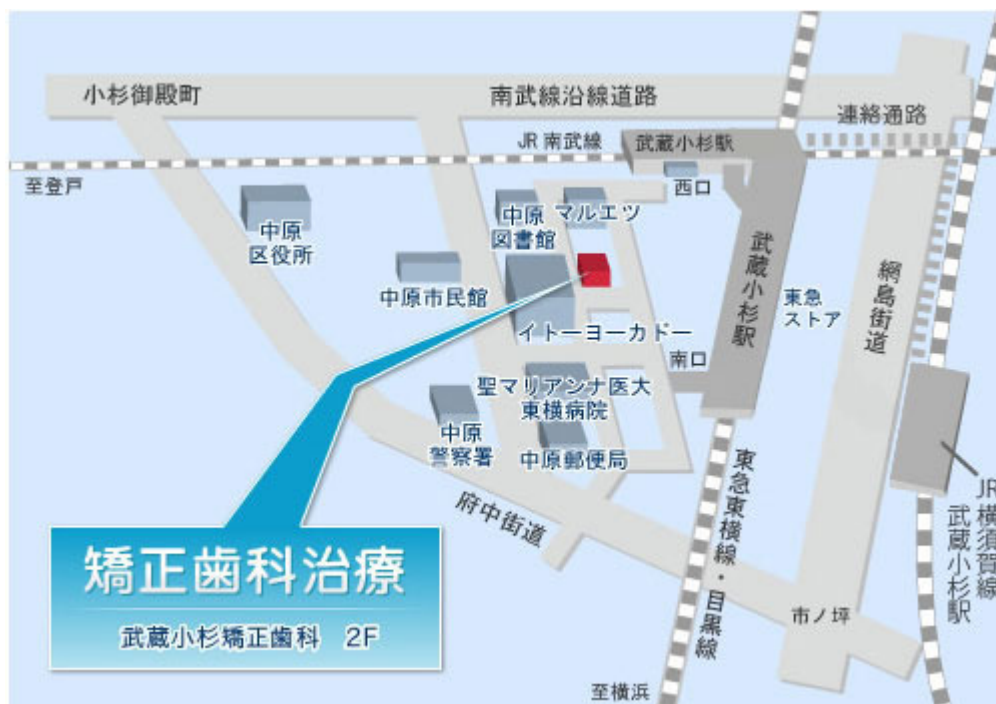 小杉御殿町
南武線沿線道路
連絡通路
JR 南武線
武蔵小杉駅
至登戸
西口
中原
区役所
中原
図書館
マルエツ
中原市民館
イトーヨーカドー
武蔵小杉駅
東急
ストア
綱島街道
南口
聖マリアンナ医大
東横病院
中原
警察署
中原郵便局
府中街道
東急東横線・目黒線
JR横須賀線
武蔵小杉駅
矯正歯科治療
武蔵小杉矯正歯科 2F
市ノ坪
至横浜